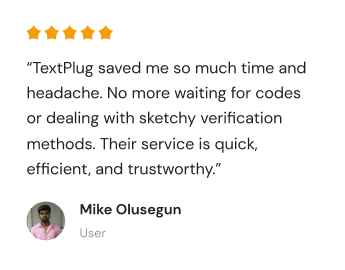 “TextPlug saved me so much time and
headache. No more waiting for codes
or dealing with sketchy verification
methods. Their service is quick,
efficient, and trustworthy.”
Mike Olusegun
User